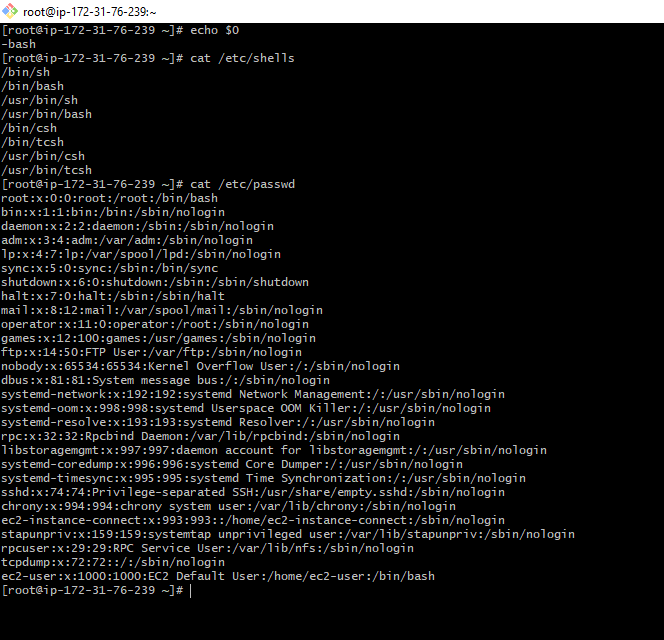 root@ip-172-31-76-239:~
[root@ip-172-31-76-239 ~]# echo $0
-bash
[root@ip-172-31-76-239 ~]# cat /etc/shells
/bin/sh
/bin/bash
/usr/bin/sh
/usr/bin/bash
/bin/csh
/bin/tcsh
/usr/bin/csh
/usr/bin/tcsh
[root@ip-172-31-76-239 ~]# cat /etc/passwd
root:x:0:0:root:/root:/bin/bash
bin:x:1:1:bin:/bin:/sbin/nologin
daemon:x:2:2:daemon:/sbin:/sbin/nologin
adm:x:3:4:adm:/var/adm:/sbin/nologin
lp:x:4:7:lp:/var/spool/lpd:/sbin/nologin
sync:x:5:0:sync:/sbin:/bin/sync
shutdown:x:6:0:shutdown:/sbin:/sbin/shutdown
halt:x:7:0:halt:/sbin:/sbin/halt
mail:x:8:12:mail:/var/spool/mail:/sbin/nologin
operator:x:11:0:operator:/root:/sbin/nologin
games:x:12:100:games:/usr/games:/sbin/nologin
ftp:x:14:50:FTP User:/var/ftp:/sbin/nologin
nobody:x:65534:65534:Kernel Overflow User:/:/sbin/nologin
dbus:x:81:81:System message bus:/:/sbin/nologin
systemd-network:x:192:192:systemd Network Management:/:/usr/sbin/nologin
systemd-oom:x:998:998:systemd Userspace OOM Killer:/:/usr/sbin/nologin
systemd-resolve:x:193:193:systemd Resolver:/:/usr/sbin/nologin
rpc:x:32:32:Rpcbind Daemon:/var/lib/rpcbind:/sbin/nologin
libstoragemgmt:x:997:997:daemon account for libstoragemgmt:/:/usr/sbin/nologin
systemd-coredump:x:996:996:systemd Core Dumper:/:/usr/sbin/nologin
systemd-timesync:x:995:995:systemd Time Synchronization:/:/usr/sbin/nologin
sshd:x:74:74:Privilege-separated SSH:/usr/share/empty.sshd:/sbin/nologin
chrony:x:994:994:chrony system user:/var/lib/chrony:/sbin/nologin
ec2-instance-connect:x:993:993::/home/ec2-instance-connect:/sbin/nologin
stapunpriv:x:159:159:systemtap unprivileged user:/var/lib/stapunpriv:/sbin/nologin
rpcuser:x:29:29:RPC Service User:/var/lib/nfs:/sbin/nologin
tcpdump:x:72:72::/:/sbin/nologin
ec2-user:x:1000:1000:EC2 Default User:/home/ec2-user:/bin/bash
[root@ip-172-31-76-239 ~]#